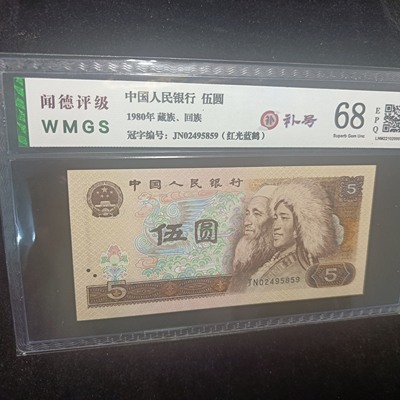 闻德评级
WMGS
中国人民银行 伍圆
1980年 藏族、回族
冠字编号: JN02495859 (红光蓝鹤)
补 补号
68
Superb Gem Unc
E
P
Q
中国人民银行
5
伍圆
5
5
JN02495859